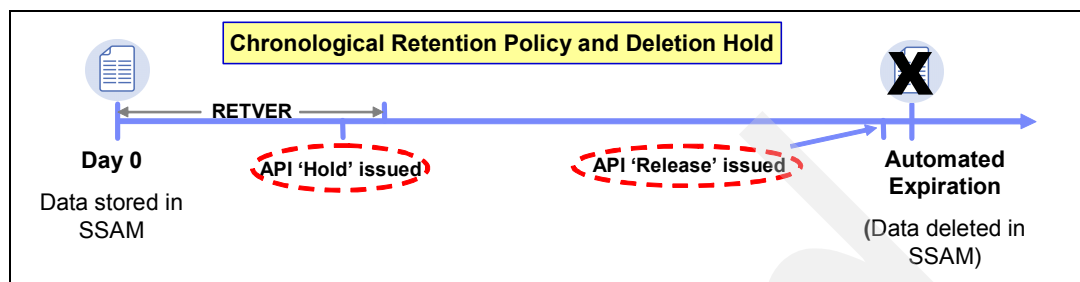 Chronological Retention Policy and Deletion Hold
X
RETVER
Day 0
API ‘Hold’ issued
API ‘Release’ issued
Automated
Expiration
Data stored in
SSAM
(Data deleted in
SSAM)